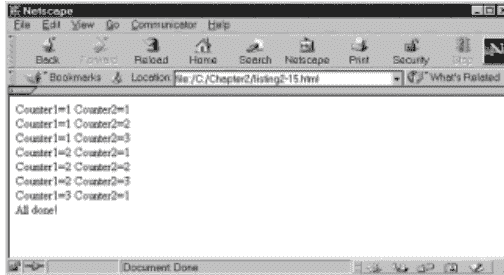 Netscape
File Edit View Go Communicator Help
Back Forward Reload Home Search Netscape Print Security Stop
Bookmarks Location: file:/C:/Chapter2/listing2-15.html What's Related
Counter1=1 Counter2=1
Counter1=1 Counter2=2
Counter1=1 Counter2=3
Counter1=2 Counter2=1
Counter1=2 Counter2=2
Counter1=2 Counter2=3
Counter1=3 Counter2=1
All done!
Document: Done